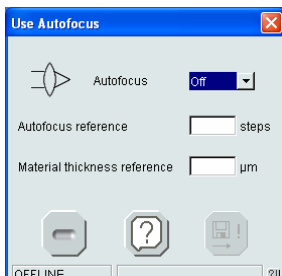 Use Autofocus
Autofocus Off
Autofocus reference steps
Material thickness reference µm
?
!
OFFLINE ?!!